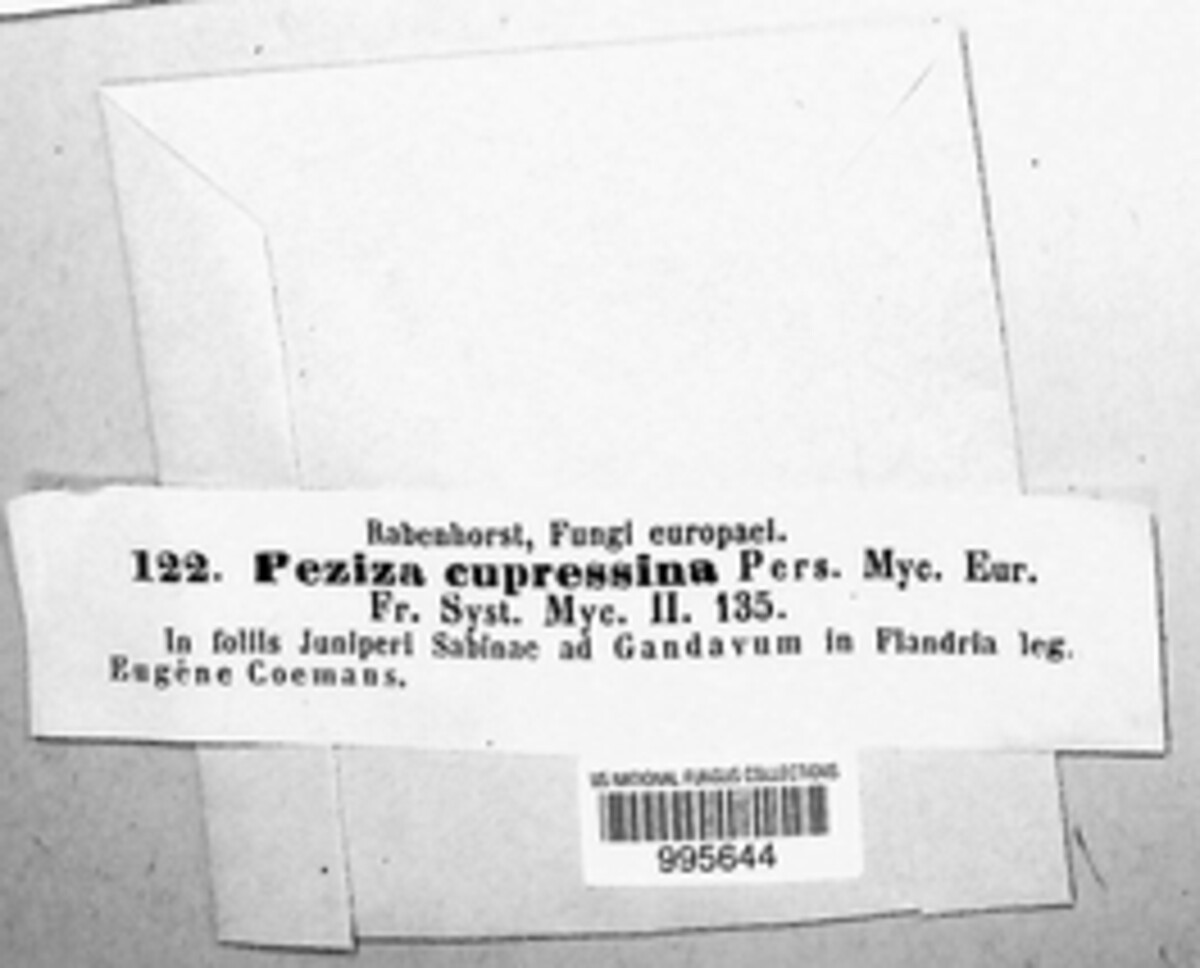 Rabenhorst, Fungi europaei.
122. Peziza cupressina Pers. Myc. Eur.
Fr. Syst. Myc. II. 135.
In foliis Juniperi Sabinae ad Gandavum in Flandria leg.
Eugène Coemans.
US NATIONAL FUNGUS COLLECTIONS
995644